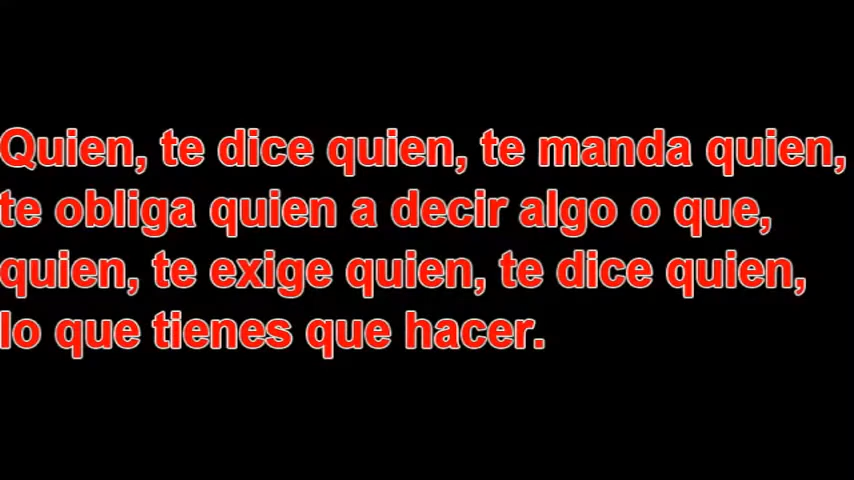 Quien, te dice quien, te manda quien,
te obliga quien a decir algo o que,
quien, te exige quien, te dice quien,
lo que tienes que hacer.